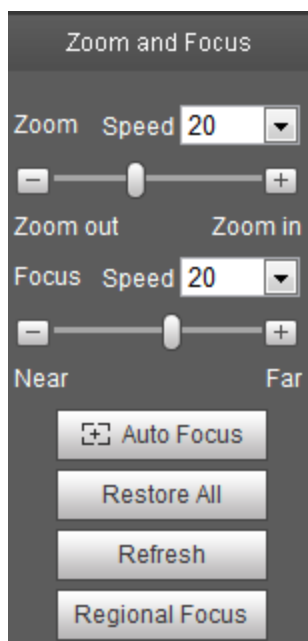 Zoom and Focus
Zoom Speed 20
Zoom out Zoom in
Focus Speed 20
Near Far
Auto Focus
Restore All
Refresh
Regional Focus